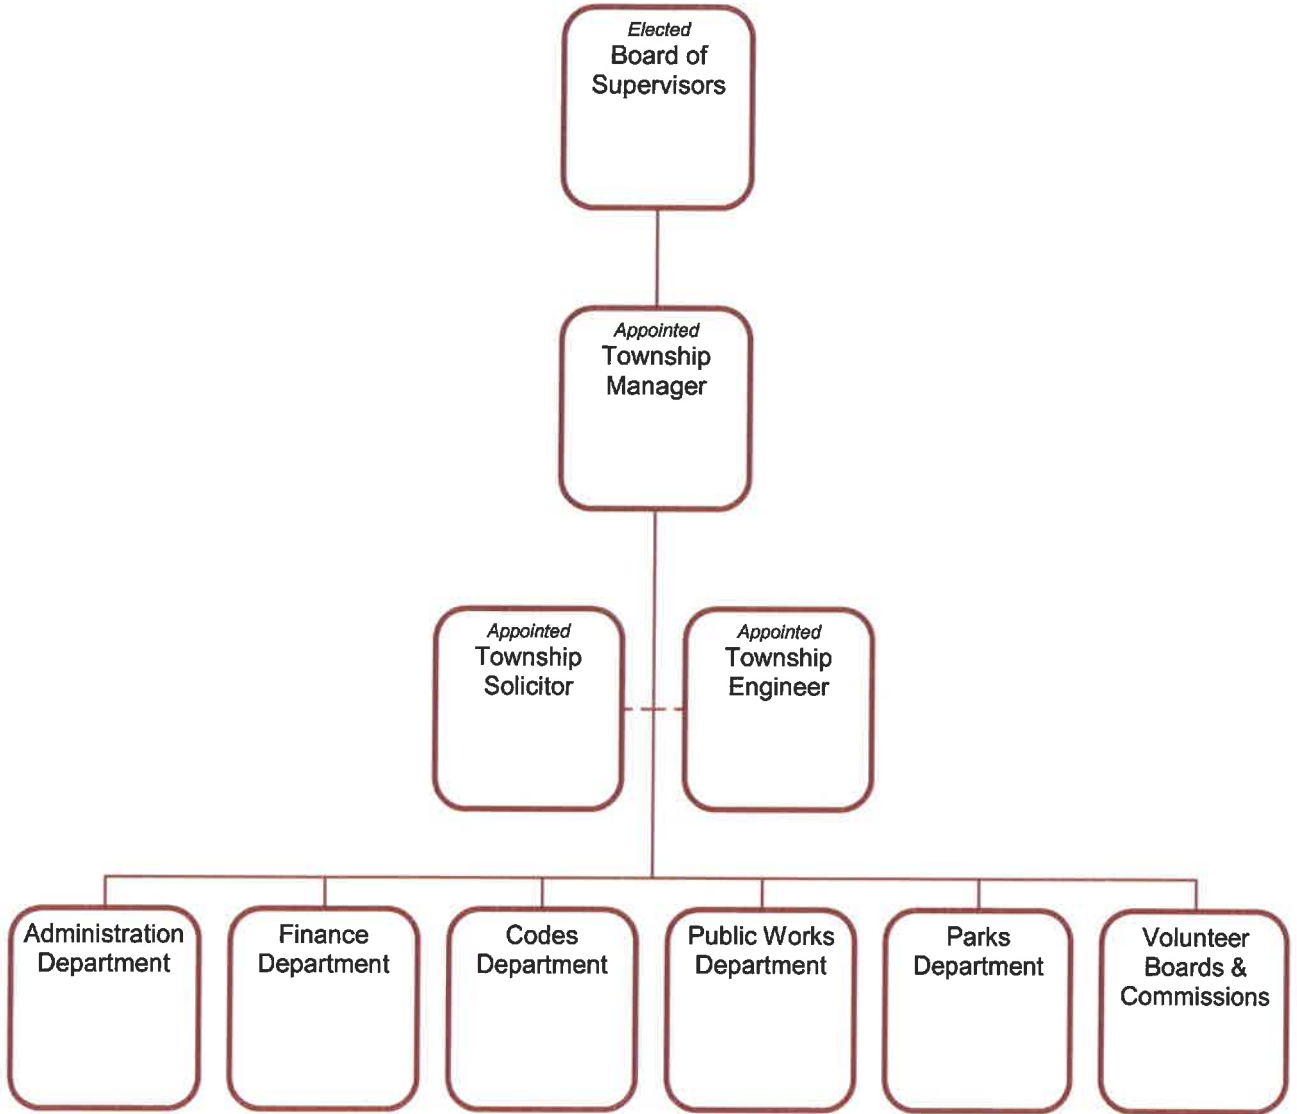 Elected
Board of
Supervisors
Appointed
Township
Manager
Appointed
Township
Solicitor
Appointed
Township
Engineer
Administration
Department
Finance
Department
Codes
Department
Public Works
Department
Parks
Department
Volunteer
Boards &
Commissions